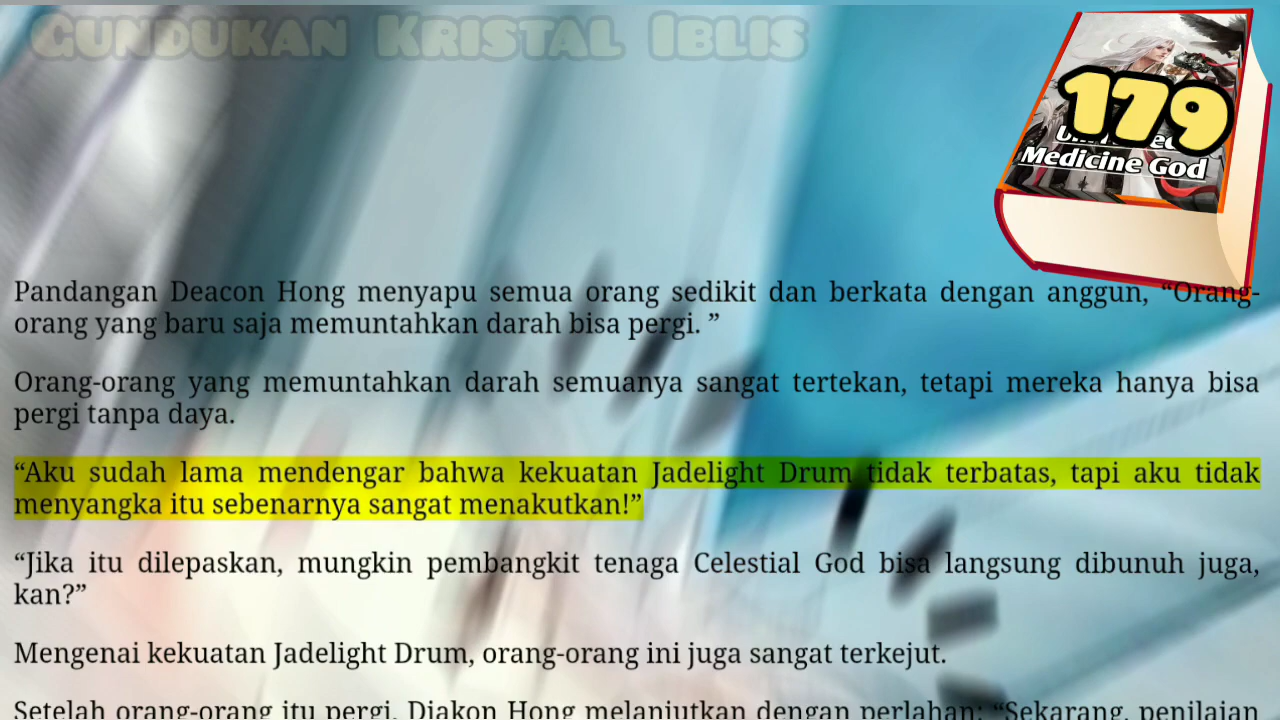 Gundukan Kristal Iblis
179
Medicine God
Pandangan Deacon Hong menyapu semua orang sedikit dan berkata dengan anggun, “Orang-
orang yang baru saja memuntahkan darah bisa pergi. ”
Orang-orang yang memuntahkan darah semuanya sangat tertekan, tetapi mereka hanya bisa
pergi tanpa daya.
“Aku sudah lama mendengar bahwa kekuatan Jadelight Drum tidak terbatas, tapi aku tidak
menyangka itu sebenarnya sangat menakutkan!”
“Jika itu dilepaskan, mungkin pembangkit tenaga Celestial God bisa langsung dibunuh juga,
kan?”
Mengenai kekuatan Jadelight Drum, orang-orang ini juga sangat terkejut.
Setelah orang-orang itu pergi, Diakon Hong melanjutkan dengan perlahan: “Sekarang, penilaian